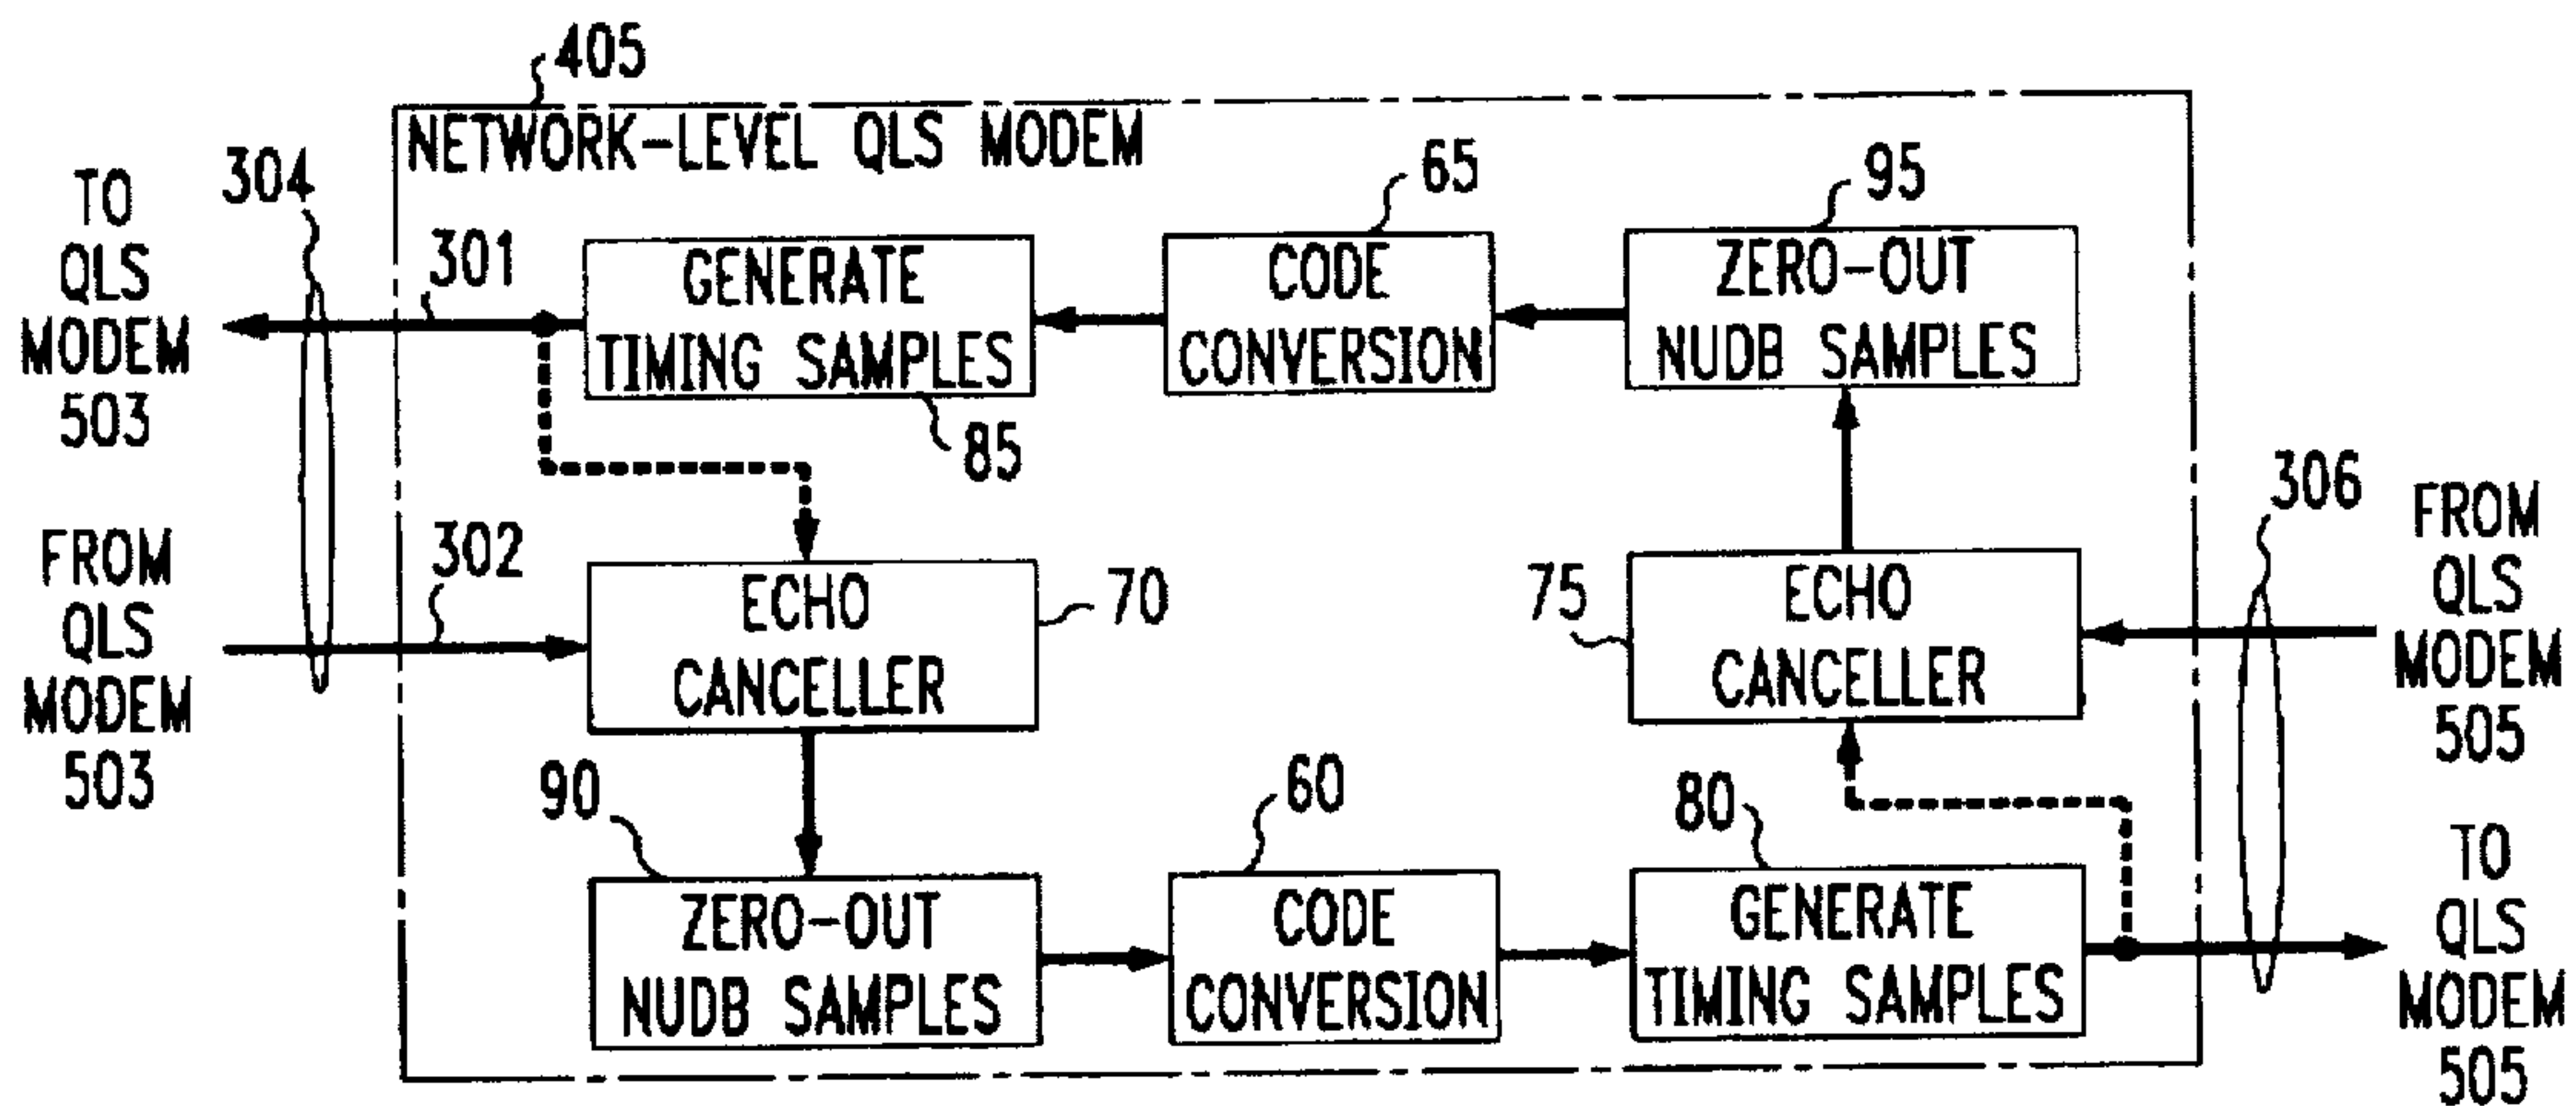 405
NETWORK-LEVEL QLS MODEM
TO
QLS
MODEM
503
304
301
GENERATE
TIMING SAMPLES
85
65
CODE
CONVERSION
95
ZERO-OUT
NUDB SAMPLES
FROM
QLS
MODEM
503
302
ECHO
CANCELLER
70
75
ECHO
CANCELLER
306
FROM
QLS
MODEM
505
90
ZERO-OUT
NUDB SAMPLES
60
CODE
CONVERSION
80
GENERATE
TIMING SAMPLES
TO
QLS
MODEM
505